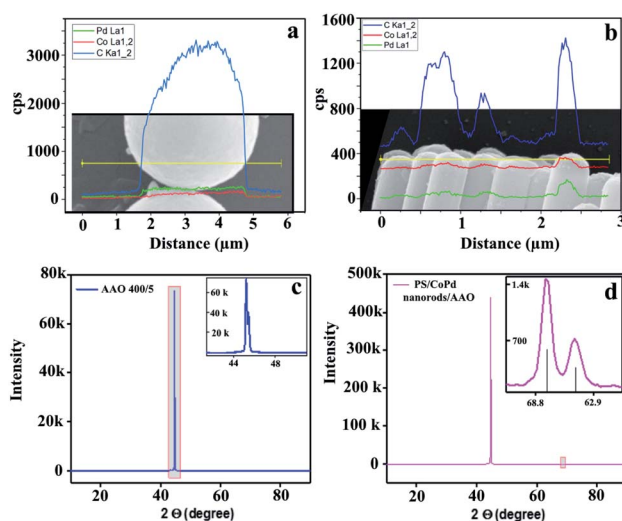 a
Pd La1
Co La1,2
C Ka1_2
3000
2000
1000
0
cps
0 1 2 3 4 5 6
Distance (µm)
b
C Ka1_2
Co La1,2
Pd La1
1600
1200
800
400
0
cps
0 1 2 3
Distance (µm)
c
AAO 400/5
80k
60k
40k
20k
0
Intensity
60 k
40 k
20 k
44 48
20 40 60 80
2 Θ (degree)
d
PS/CoPd
nanorods/AAO
500k
400k
300k
200k
100 k
0
Intensity
1.4k
700
68.8 62.9
20 40 60 80
2 Θ (degree)